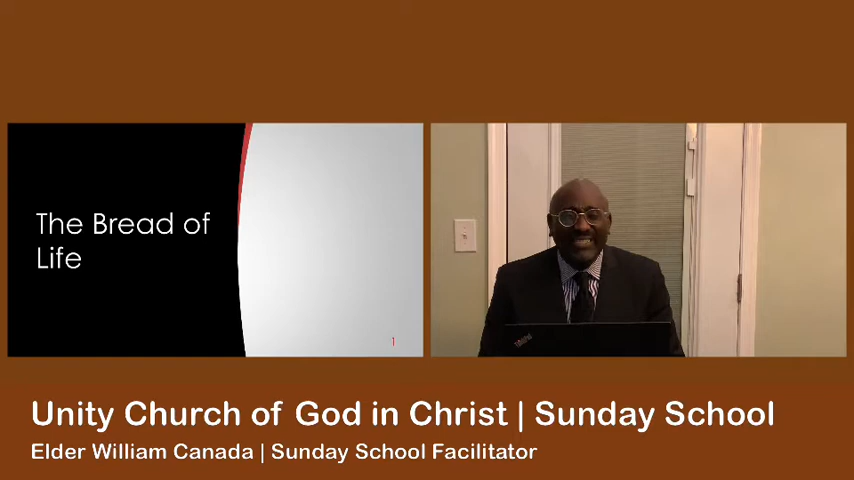 The Bread of
Life
1
Unity Church of God in Christ | Sunday School
Elder William Canada | Sunday School Facilitator